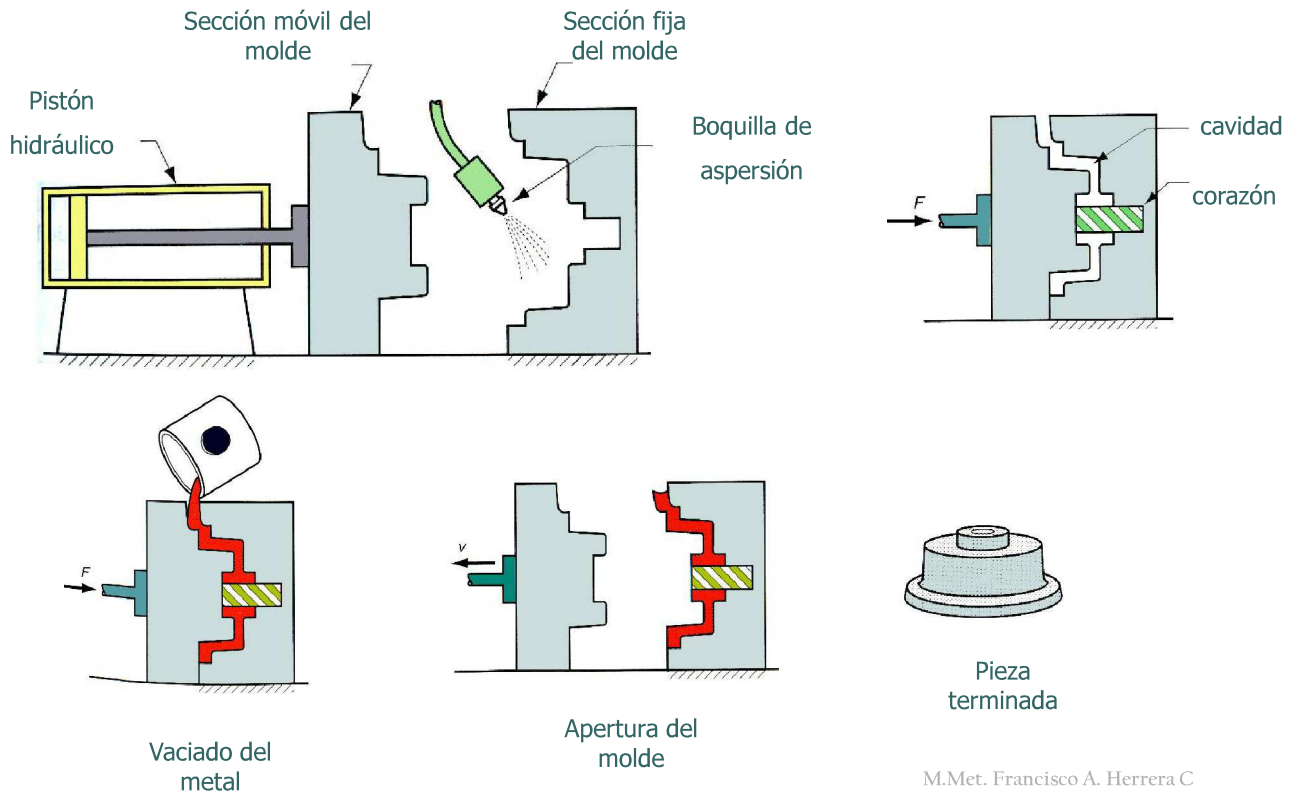 Sección móvil del
molde
Sección fija
del molde
Pistón
hidráulico
Boquilla de
aspersión
cavidad
corazón
F
F
v
Vaciado del
metal
Apertura del
molde
Pieza
terminada
M.Met. Francisco A. Herrera C